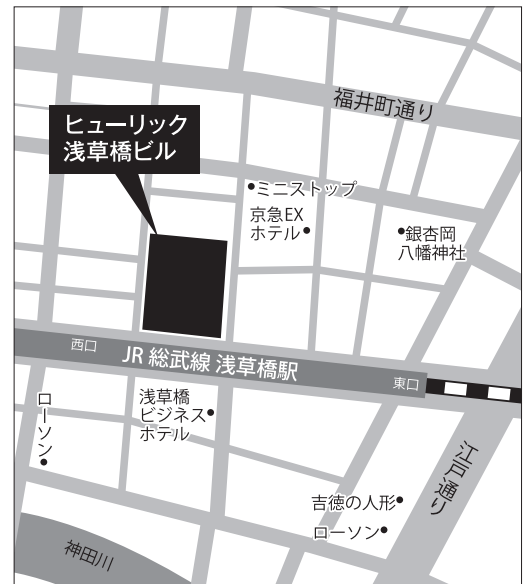 福井町通り
ヒューリック
浅草橋ビル
ミニストップ
京急EX
ホテル
銀杏岡
八幡神社
西口
JR 総武線 浅草橋駅
東口
ローソン
浅草橋
ビジネス
ホテル
江戸通り
吉徳の人形
ローソン
神田川